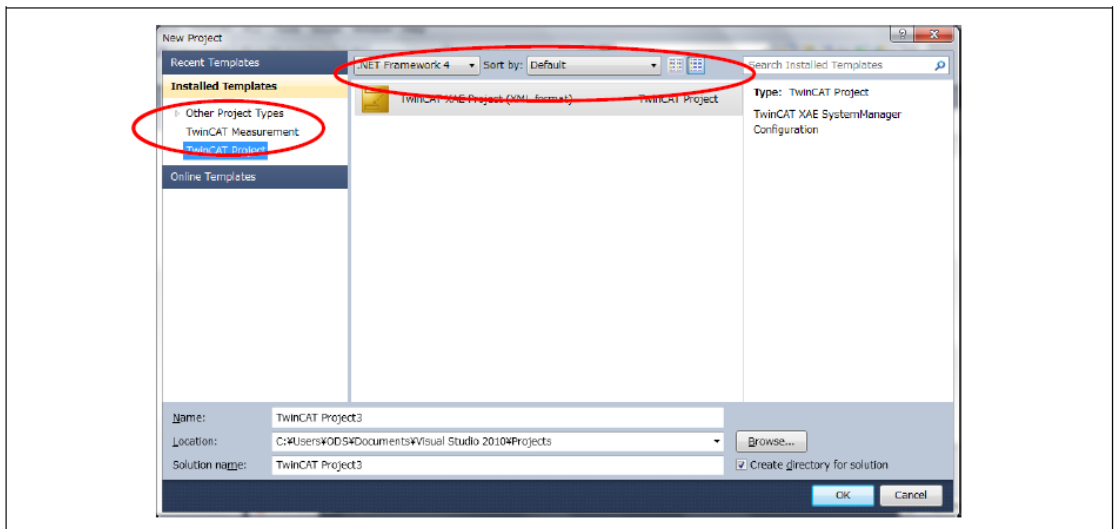 New Project
Recent Templates
.NET Framework 4 Sort by: Default
Search Installed Templates
Installed Templates
Other Project Types
TwinCAT Measurement
TwinCAT Project
Online Templates
TwinCAT XAE Project (XML format) TwinCAT Project
Type: TwinCAT Project
TwinCAT XAE SystemManager
Configuration
Name: TwinCAT Project3
Location: C:¥Users¥ODS¥Documents¥Visual Studio 2010¥Projects
Browse...
Solution name: TwinCAT Project3
Create directory for solution
OK Cancel